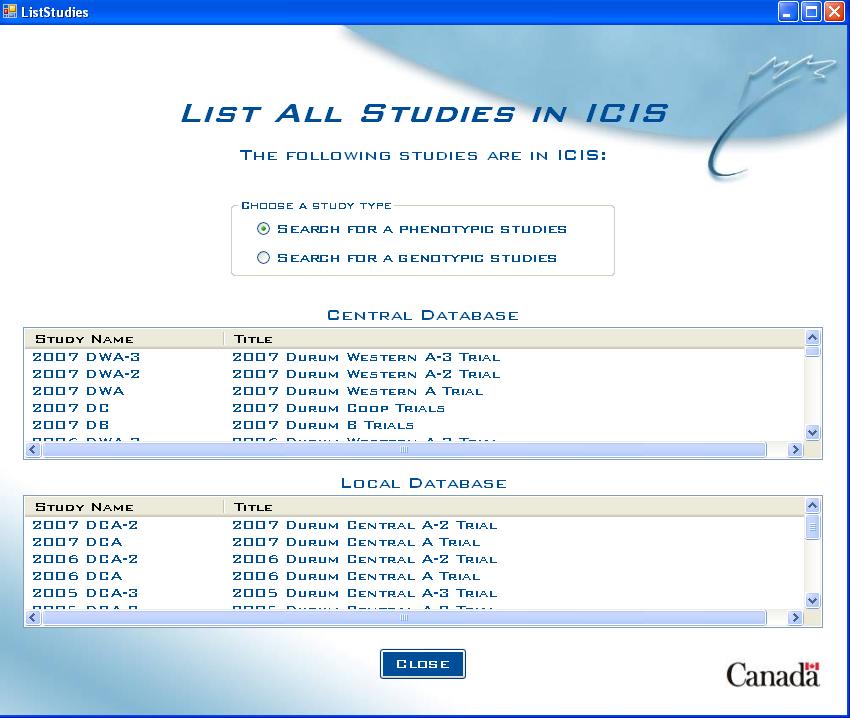 ListStudies
List All Studies in ICIS
The following studies are in ICIS:
Choose a study type
Search for a phenotypic studies
Search for a genotypic studies
Central Database
Study Name Title
2007 DWA-3 2007 Durum Western A-3 Trial
2007 DWA-2 2007 Durum Western A-2 Trial
2007 DWA 2007 Durum Western A Trial
2007 DC 2007 Durum Coop Trials
2007 DB 2007 Durum B Trials
Local Database
Study Name Title
2007 DCA-2 2007 Durum Central A-2 Trial
2007 DCA 2007 Durum Central A Trial
2006 DCA-2 2006 Durum Central A-2 Trial
2006 DCA 2006 Durum Central A Trial
2005 DCA-3 2005 Durum Central A-3 Trial
Close
Canada